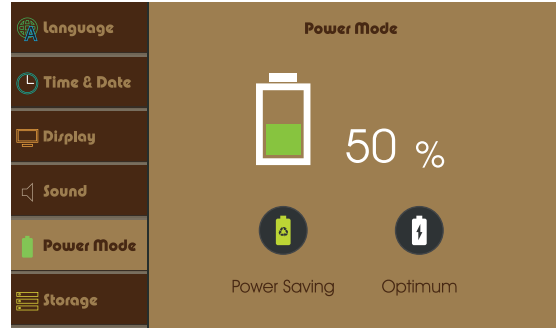 Language
Time & Date
Display
Sound
Power Mode
Storage
Power Mode
50 %
Power Saving
Optimum